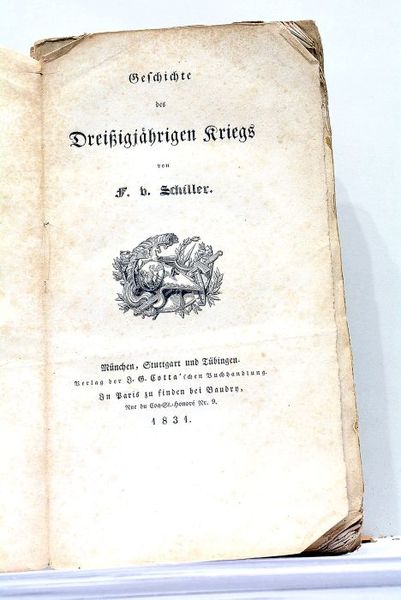 Geschichte
des
Dreißigjährigen Kriegs
von
F. v. Schiller.
München, Stuttgart und Tübingen.
Verlag der J. G. Cotta'schen Buchhandlung.
In Paris zu finden bei Baudry,
Rue du Coq-St.-Honoré Nr. 9.
1831.